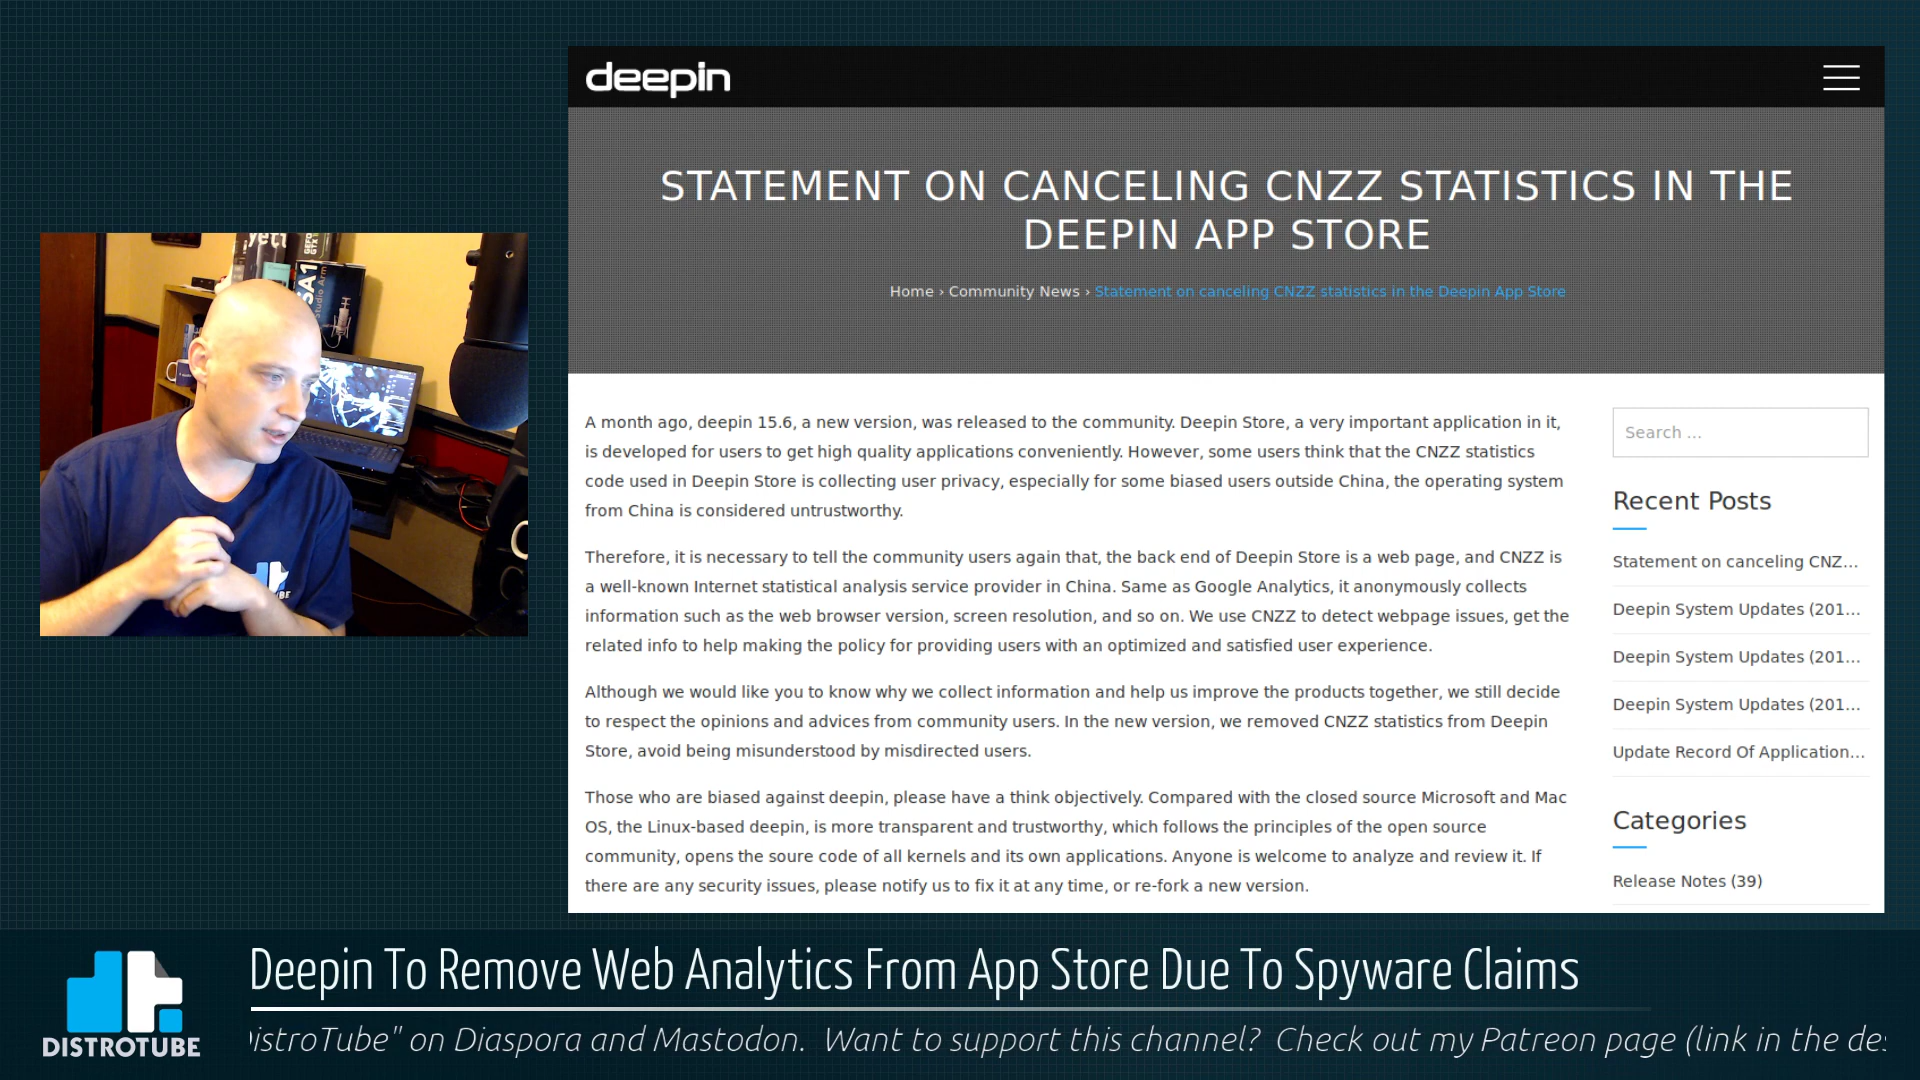 deepin
STATEMENT ON CANCELING CNZZ STATISTICS IN THE
DEEPIN APP STORE
Home › Community News › Statement on canceling CNZZ statistics in the Deepin App Store
A month ago, deepin 15.6, a new version, was released to the community. Deepin Store, a very important application in it,
is developed for users to get high quality applications conveniently. However, some users think that the CNZZ statistics
code used in Deepin Store is collecting user privacy, especially for some biased users outside China, the operating system
from China is considered untrustworthy.
Therefore, it is necessary to tell the community users again that, the back end of Deepin Store is a web page, and CNZZ is
a well-known Internet statistical analysis service provider in China. Same as Google Analytics, it anonymously collects
information such as the web browser version, screen resolution, and so on. We use CNZZ to detect webpage issues, get the
related info to help making the policy for providing users with an optimized and satisfied user experience.
Although we would like you to know why we collect information and help us improve the products together, we still decide
to respect the opinions and advices from community users. In the new version, we removed CNZZ statistics from Deepin
Store, avoid being misunderstood by misdirected users.
Those who are biased against deepin, please have a think objectively. Compared with the closed source Microsoft and Mac
OS, the Linux-based deepin, is more transparent and trustworthy, which follows the principles of the open source
community, opens the soure code of all kernels and its own applications. Anyone is welcome to analyze and review it. If
there are any security issues, please notify us to fix it at any time, or re-fork a new version.
Search ...
Recent Posts
Statement on canceling CNZ...
Deepin System Updates (201...
Deepin System Updates (201...
Deepin System Updates (201...
Update Record Of Application...
Categories
Release Notes (39)
Studio Arm
DISTROTUBE
Deepin To Remove Web Analytics From App Store Due To Spyware Claims
istroTube" on Diaspora and Mastodon. Want to support this channel? Check out my Patreon page (link in the de